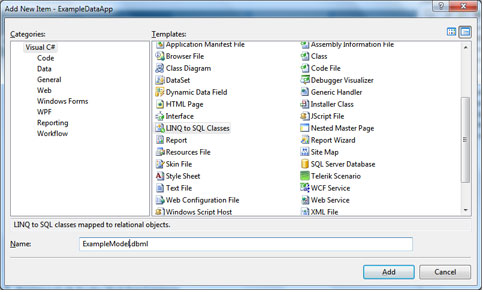 Add New Item - ExampleDataApp
Categories:
Templates:
Visual C#
Code
Data
General
Web
Windows Forms
WPF
Reporting
Workflow
Application Manifest File
Browser File
Class Diagram
DataSet
Dynamic Data Field
HTML Page
Interface
LINQ to SQL Classes
Report
Resources File
Skin File
Style Sheet
Text File
Web Configuration File
Windows Script Host
Assembly Information File
Class
Code File
Debugger Visualizer
Generic Handler
Installer Class
JScript File
Nested Master Page
Report Wizard
Site Map
SQL Server Database
Telerik Scenario
WCF Service
Web Service
XML File
LINQ to SQL classes mapped to relational objects.
Name:
ExampleModel.dbml
Add
Cancel